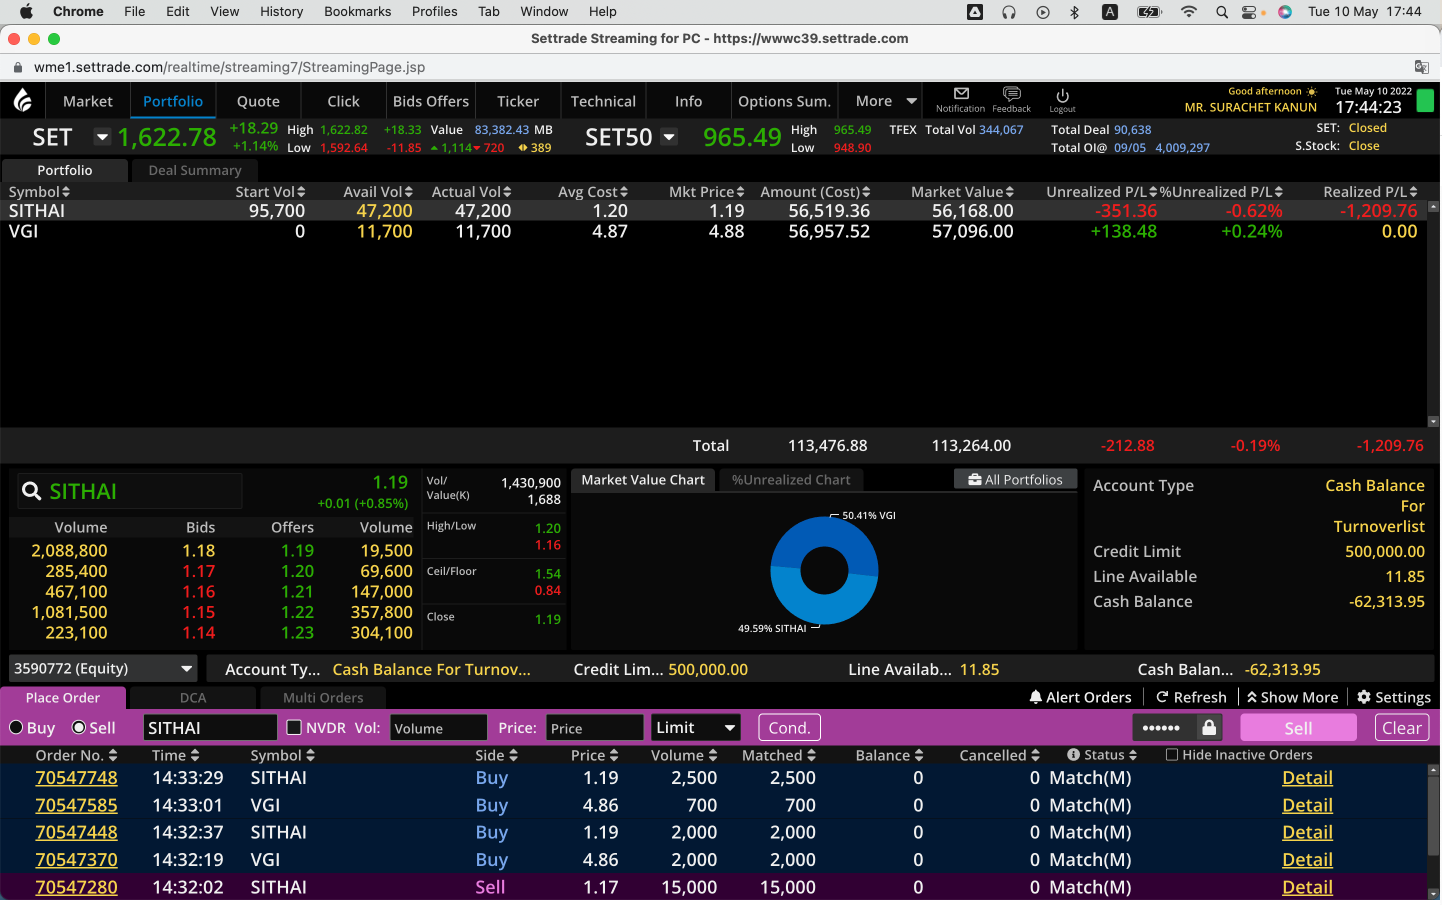 Chrome File Edit View History Bookmarks Profiles Tab Window Help A Tue 10 May 17:44
Settrade Streaming for PC - https://wwwc39.settrade.com
wme1.settrade.com/realtime/streaming7/StreamingPage.jsp
Market Portfolio Quote Click Bids Offers Ticker Technical Info Options Sum. More Notification Feedback Logout
Good afternoon Tue May 10 2022
MR. SURACHET KANUN 17:44:23
SET 1,622.78 +18.29 High 1,622.82 +18.33 Value 83,382.43 MB SET50 965.49 High 965.49 TFEX Total Vol 344,067 Total Deal 90,638 SET: Closed
+1.14% Low 1,592.64 -11.85 1,114 720 389 Low 948.90 Total OI@ 09/05 4,009,297 S.Stock: Close
Portfolio Deal Summary
Symbol Start Vol Avail Vol Actual Vol Avg Cost Mkt Price Amount (Cost) Market Value Unrealized P/L %Unrealized P/L Realized P/L
SITHAI 95,700 47,200 47,200 1.20 1.19 56,519.36 56,168.00 -351.36 -0.62% -1,209.76
VGI 0 11,700 11,700 4.87 4.88 56,957.52 57,096.00 +138.48 +0.24% 0.00
Total 113,476.88 113,264.00 -212.88 -0.19% -1,209.76
SITHAI 1.19
+0.01 (+0.85%)
Volume Bids Offers Volume
2,088,800 1.18 1.19 19,500
285,400 1.17 1.20 69,600
467,100 1.16 1.21 147,000
1,081,500 1.15 1.22 357,800
223,100 1.14 1.23 304,100
Vol/ 1,430,900
Value(K) 1,688
High/Low 1.20
1.16
Ceil/Floor 1.54
0.84
Close 1.19
Market Value Chart %Unrealized Chart All Portfolios
50.41% VGI
49.59% SITHAI
Account Type Cash Balance
For
Turnoverlist
Credit Limit 500,000.00
Line Available 11.85
Cash Balance -62,313.95
3590772 (Equity) Account Ty... Cash Balance For Turnov... Credit Lim... 500,000.00 Line Availab... 11.85 Cash Balan... -62,313.95
Place Order DCA Multi Orders Alert Orders Refresh Show More Settings
Buy Sell SITHAI NVDR Vol: Volume Price: Price Limit Cond. •••••• Sell Clear
Order No. Time Symbol Side Price Volume Matched Balance Cancelled Status Hide Inactive Orders
70547748 14:33:29 SITHAI Buy 1.19 2,500 2,500 0 0 Match(M) Detail
70547585 14:33:01 VGI Buy 4.86 700 700 0 0 Match(M) Detail
70547448 14:32:37 SITHAI Buy 1.19 2,000 2,000 0 0 Match(M) Detail
70547370 14:32:19 VGI Buy 4.86 2,000 2,000 0 0 Match(M) Detail
70547280 14:32:02 SITHAI Sell 1.17 15,000 15,000 0 0 Match(M) Detail